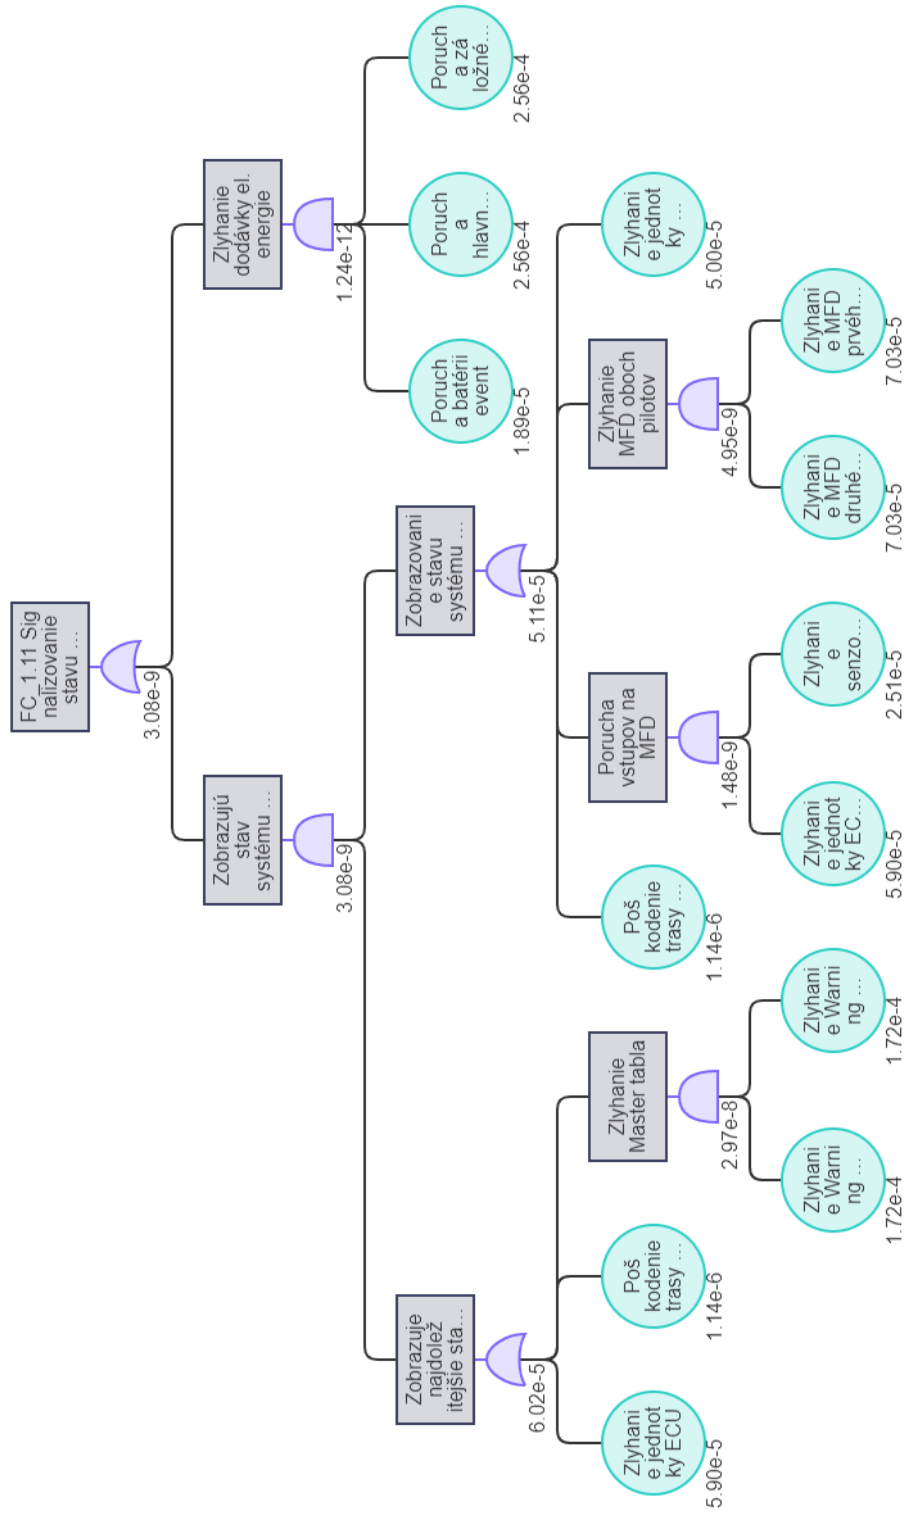 FC_1.11 Sig
nalizovanie
stavu ...
3.08e-9
Zobrazujú
stav
systému ...
3.08e-9
Zlyhanie
dodávky el.
energie
1.24e-12
Zobrazuje
najdolež
itejšie sta...
6.02e-5
Zobrazovani
e stavu
systému ...
5.11e-5
Poruch
a batérii
event
1.89e-5
Poruch
a
hlavn...
2.56e-4
Poruch
a zá
ložné...
2.56e-4
Zlyhani
e jednot
ky ECU
5.90e-5
Poš
kodenie
trasy ...
1.14e-6
Zlyhanie
Master tabla
2.97e-8
Poš
kodenie
trasy ...
1.14e-6
Porucha
vstupov na
MFD
1.48e-9
Zlyhanie
MFD oboch
pilotov
4.95e-9
Zlyhani
e jednot
ky ...
5.00e-5
Zlyhani
e Warni
ng ...
1.72e-4
Zlyhani
e Warni
ng ...
1.72e-4
Zlyhani
e jednot
ky EC...
5.90e-5
Zlyhani
e
senzo...
2.51e-5
Zlyhani
e MFD
druhé...
7.03e-5
Zlyhani
e MFD
prvéh...
7.03e-5